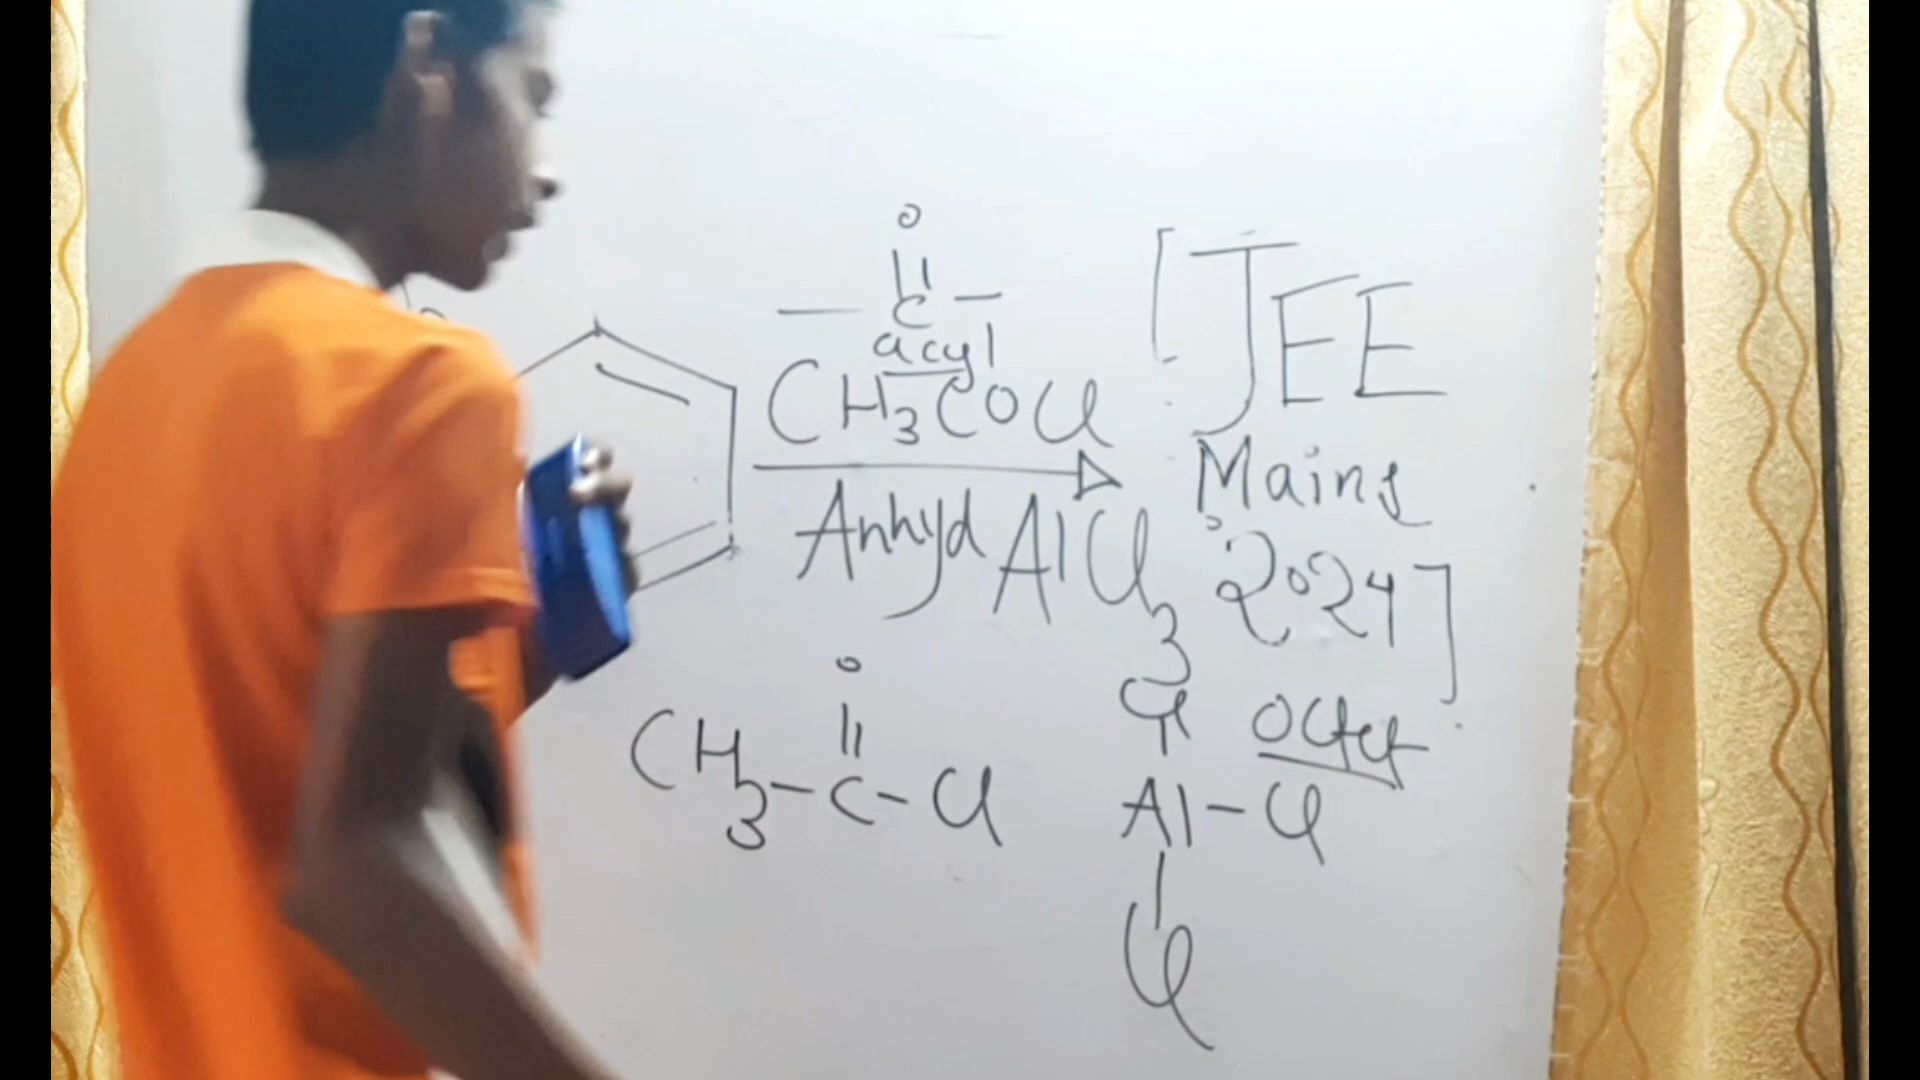 O
||
— C —
acyl
CH3COCl
Anhyd AlCl3
[JEE
Mains
2024]
O
||
CH3-C-Cl
Cl
Octet
Al-Cl
Cl